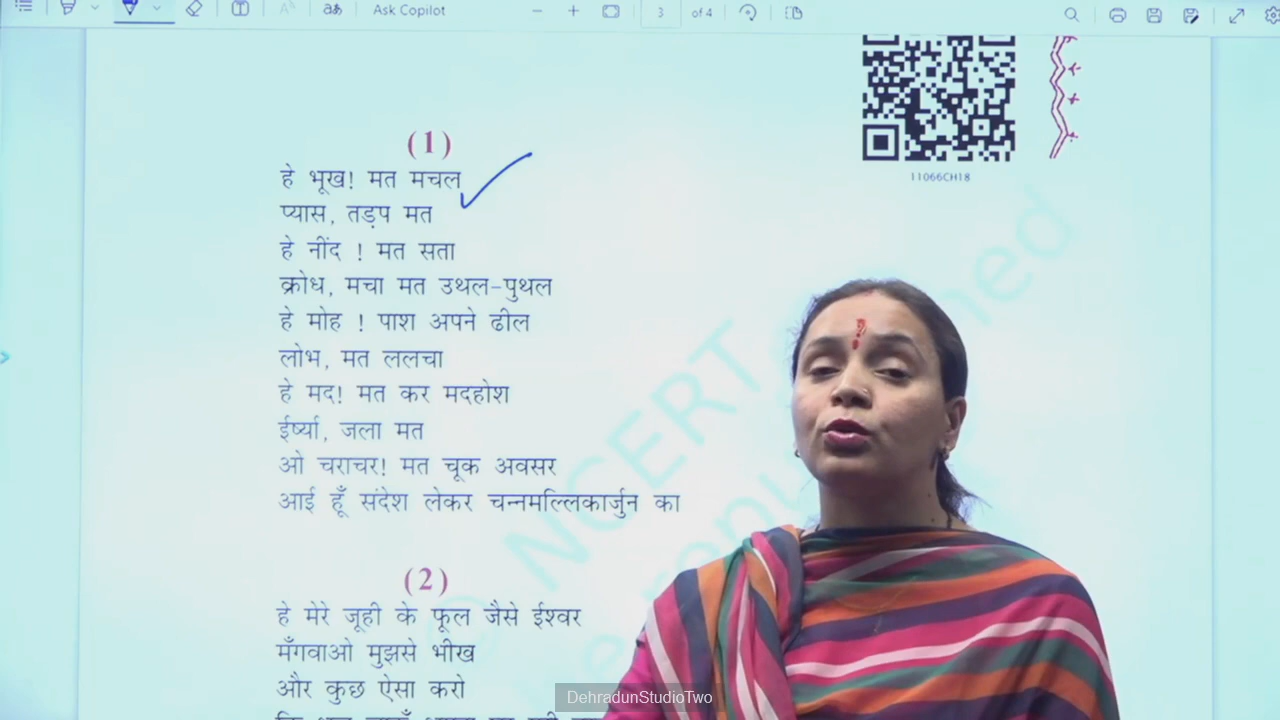 Ask Copilot
3 of 4
11066CH18
(1)
हे भूख! मत मचल
प्यास, तड़प मत
हे नींद ! मत सता
क्रोध, मचा मत उथल-पुथल
हे मोह ! पाश अपने ढील
लोभ, मत ललचा
हे मद! मत कर मदहोश
ईर्ष्या, जला मत
ओ चराचर! मत चूक अवसर
आई हूँ संदेश लेकर चन्नमल्लिकार्जुन का
(2)
हे मेरे जूही के फूल जैसे ईश्वर
मँगवाओ मुझसे भीख
और कुछ ऐसा करो
© NCERT
DehradunStudioTwo